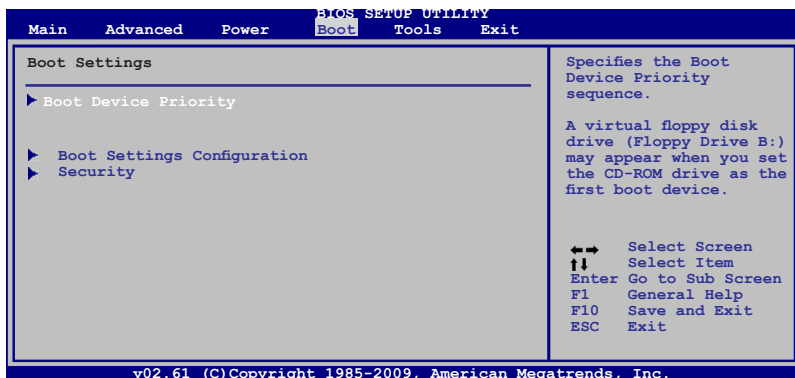 BIOS SETUP UTILITY
Main Advanced Power Boot Tools Exit
Boot Settings
Boot Device Priority
Boot Settings Configuration
Security
Specifies the Boot
Device Priority
sequence.
A virtual floppy disk
drive (Floppy Drive B:)
may appear when you set
the CD-ROM drive as the
first boot device.
←→ Select Screen
↑↓ Select Item
Enter Go to Sub Screen
F1 General Help
F10 Save and Exit
ESC Exit
v02.61 (C)Copyright 1985-2009, American Megatrends, Inc.